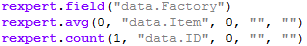 rexpert.field("data.Factory")
rexpert.avg(0, "data.Item", 0, "", "")
rexpert.count(1, "data.ID", 0, "", "")